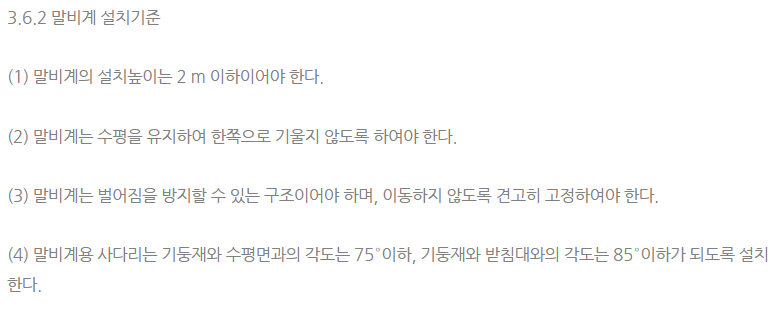 3.6.2 말비계 설치기준
(1) 말비계의 설치높이는 2 m 이하이어야 한다.
(2) 말비계는 수평을 유지하여 한쪽으로 기울지 않도록 하여야 한다.
(3) 말비계는 벌어짐을 방지할 수 있는 구조이어야 하며, 이동하지 않도록 견고히 고정하여야 한다.
(4) 말비계용 사다리는 기둥재와 수평면과의 각도는 75°이하, 기둥재와 받침대와의 각도는 85°이하가 되도록 설치
한다.